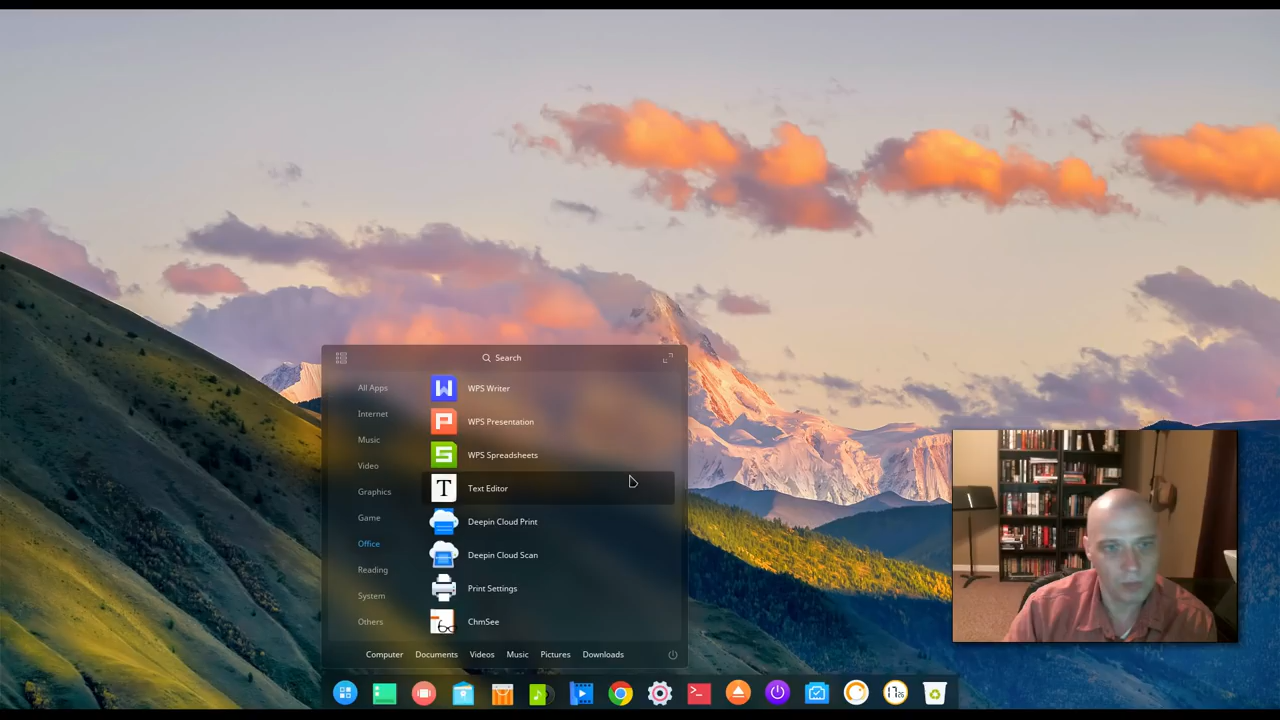 Search
All Apps
Internet
Music
Video
Graphics
Game
Office
Reading
System
Others
W WPS Writer
P WPS Presentation
S WPS Spreadsheets
T Text Editor
Deepin Cloud Print
Deepin Cloud Scan
Print Settings
ChmSee
Computer Documents Videos Music Pictures Downloads